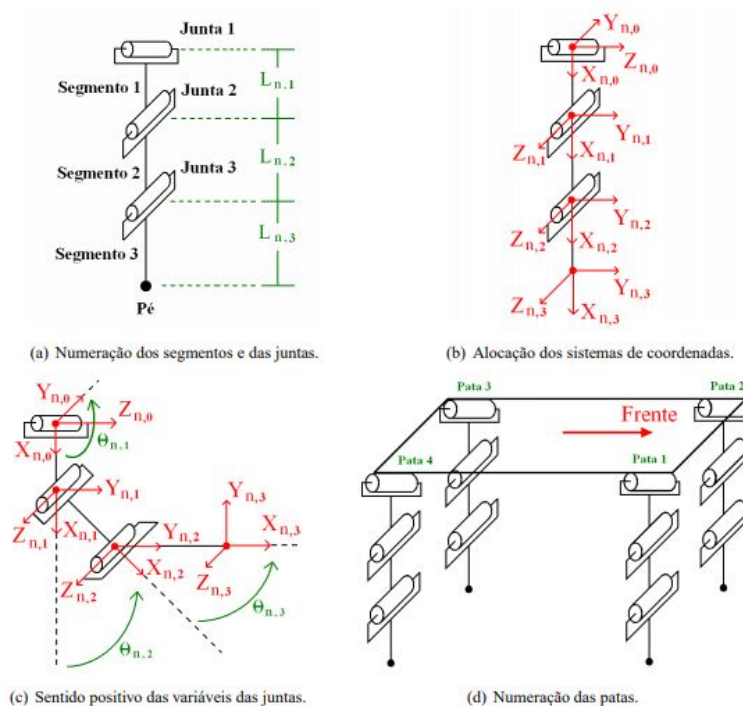 Junta 1
Segmento 1
Junta 2
L n,1
Segmento 2
Junta 3
L n,2
Segmento 3
L n,3
Pé
(a) Numeração dos segmentos e das juntas.
Y n,0
Z n,0
X n,0
Y n,1
Z n,1
X n,1
Y n,2
Z n,2
X n,2
Y n,3
Z n,3
X n,3
(b) Alocação dos sistemas de coordenadas.
Y n,0
Z n,0
X n,0
Θ n,1
Y n,1
Z n,1
X n,1
Y n,2
Z n,2
X n,2
Y n,3
X n,3
Z n,3
Θ n,2
Θ n,3
(c) Sentido positivo das variáveis das juntas.
Pata 3
Pata 2
Frente
Pata 4
Pata 1
(d) Numeração das patas.